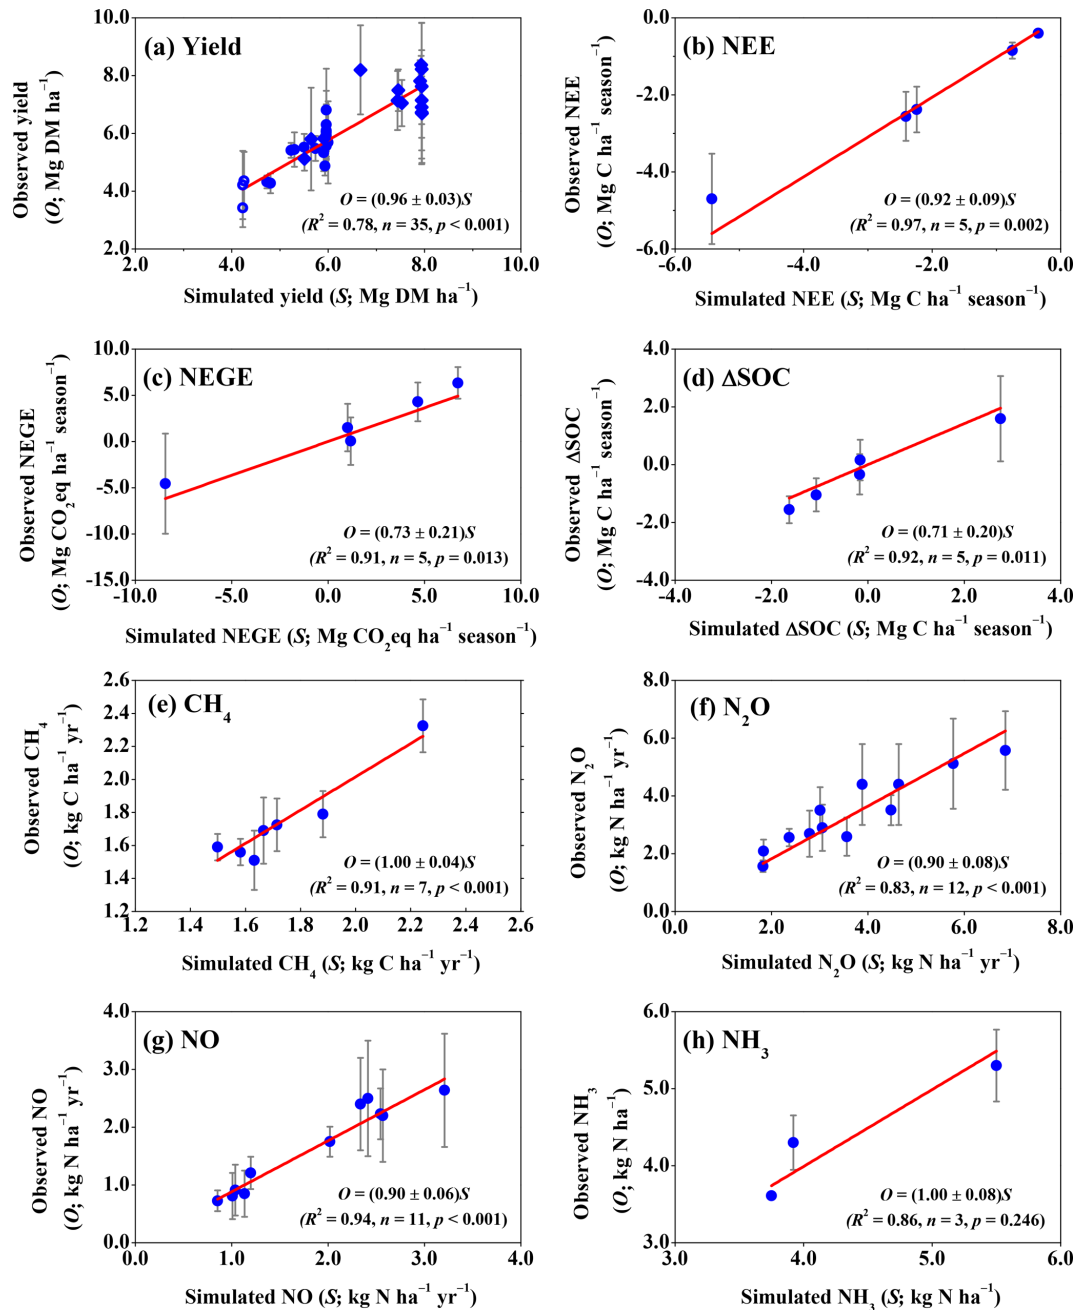 (a) Yield
Observed yield
(O; Mg DM ha⁻¹)
10.0
8.0
6.0
4.0
2.0
O = (0.96 ± 0.03)S
(R² = 0.78, n = 35, p < 0.001)
2.0 4.0 6.0 8.0 10.0
Simulated yield (S; Mg DM ha⁻¹)
(b) NEE
Observed NEE
(O; Mg C ha⁻¹ season⁻¹)
-0.0
-2.0
-4.0
-6.0
O = (0.92 ± 0.09)S
(R² = 0.97, n = 5, p = 0.002)
-6.0 -4.0 -2.0 0.0
Simulated NEE (S; Mg C ha⁻¹ season⁻¹)
(c) NEGE
Observed NEGE
(O; Mg CO₂eq ha⁻¹ season⁻¹)
10.0
5.0
0.0
-5.0
-10.0
-15.0
O = (0.73 ± 0.21)S
(R² = 0.91, n = 5, p = 0.013)
-10.0 -5.0 0.0 5.0 10.0
Simulated NEGE (S; Mg CO₂eq ha⁻¹ season⁻¹)
(d) ΔSOC
Observed ΔSOC
(O; Mg C ha⁻¹ season⁻¹)
4.0
2.0
0.0
-2.0
-4.0
O = (0.71 ± 0.20)S
(R² = 0.92, n = 5, p = 0.011)
-4.0 -2.0 0.0 2.0 4.0
Simulated ΔSOC (S; Mg C ha⁻¹ season⁻¹)
(e) CH₄
Observed CH₄
(O; kg C ha⁻¹ yr⁻¹)
2.6
2.4
2.2
2.0
1.8
1.6
1.4
1.2
O = (1.00 ± 0.04)S
(R² = 0.91, n = 7, p < 0.001)
1.2 1.4 1.6 1.8 2.0 2.2 2.4 2.6
Simulated CH₄ (S; kg C ha⁻¹ yr⁻¹)
(f) N₂O
Observed N₂O
(O; kg N ha⁻¹ yr⁻¹)
8.0
6.0
4.0
2.0
0.0
O = (0.90 ± 0.08)S
(R² = 0.83, n = 12, p < 0.001)
0.0 2.0 4.0 6.0 8.0
Simulated N₂O (S; kg N ha⁻¹ yr⁻¹)
(g) NO
Observed NO
(O; kg N ha⁻¹ yr⁻¹)
4.0
3.0
2.0
1.0
0.0
O = (0.90 ± 0.06)S
(R² = 0.94, n = 11, p < 0.001)
0.0 1.0 2.0 3.0 4.0
Simulated NO (S; kg N ha⁻¹ yr⁻¹)
(h) NH₃
Observed NH₃
((O; kg N ha⁻¹)
6.0
5.0
4.0
3.0
O = (1.00 ± 0.08)S
(R² = 0.86, n = 3, p = 0.246)
3.0 4.0 5.0 6.0
Simulated NH₃ (S; kg N ha⁻¹)